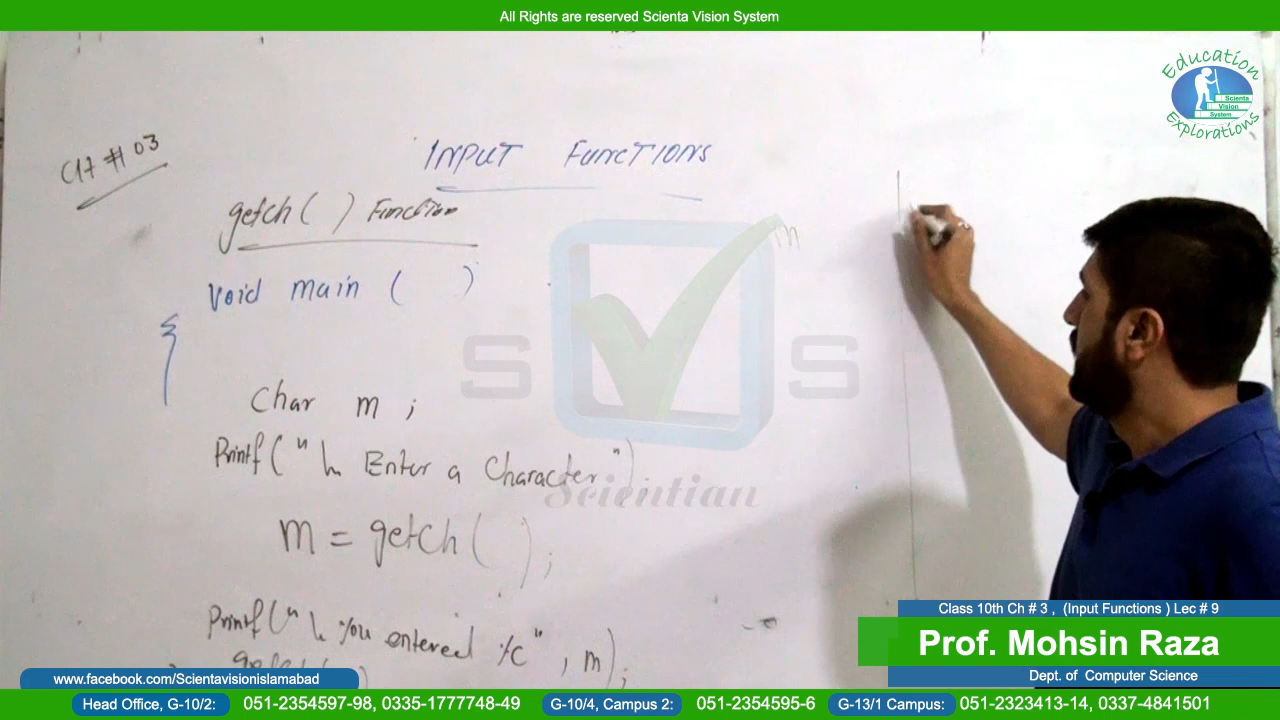 All Rights are reserved Scienta Vision System
Education
Scienta
Vision
System
Explorations
CH # 03
INPUT FUNCTIONS
getch( ) Function
Void main ( )
{
Char m ;
Printf(" \n Enter a Character")
m = getch( );
Printf("\n You entered %c" , m);
m
S S
Scientian
Class 10th Ch # 3 , (Input Functions ) Lec # 9
Prof. Mohsin Raza
Dept. of Computer Science
www.facebook.com/Scientavisionislamabad
Head Office, G-10/2: 051-2354597-98, 0335-1777748-49 G-10/4, Campus 2: 051-2354595-6 G-13/1 Campus: 051-2323413-14, 0337-4841501